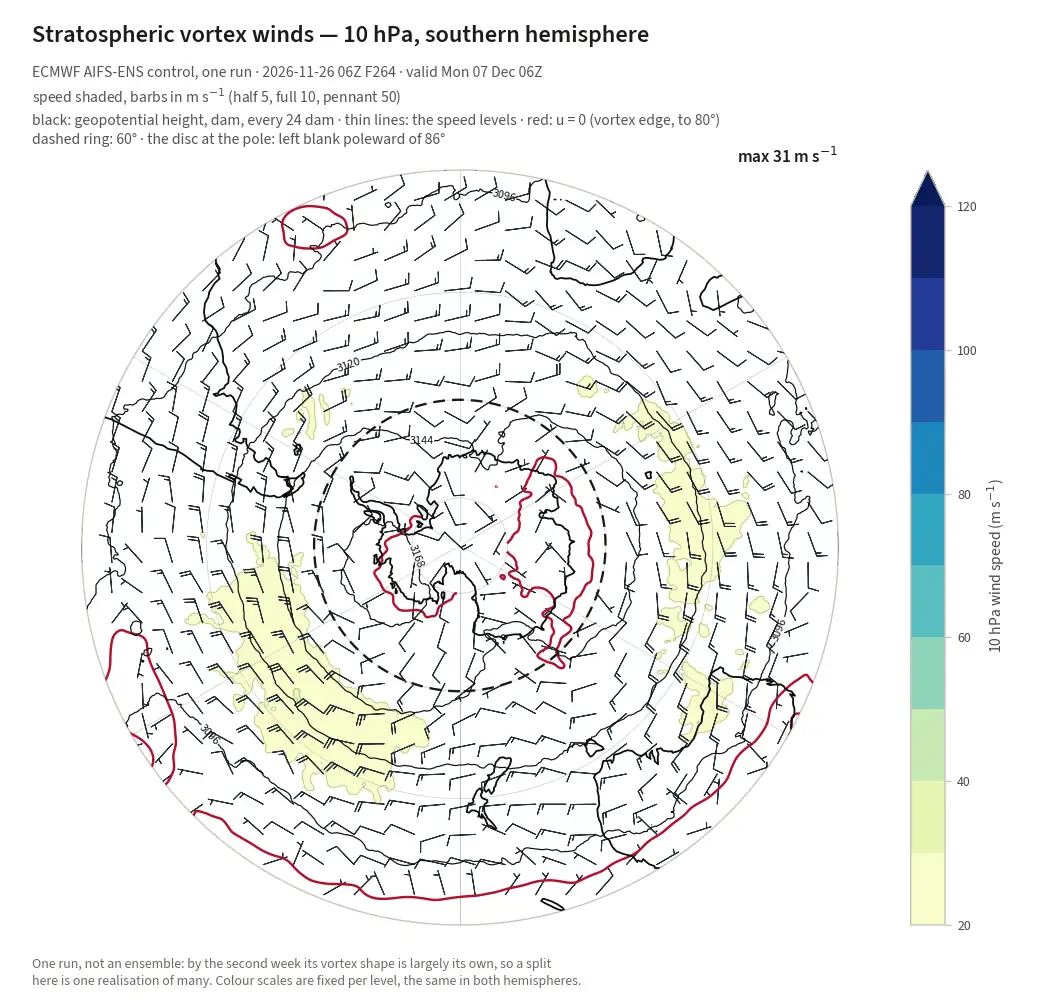 Stratospheric vortex winds — 10 hPa, southern hemisphere
ECMWF AIFS-ENS control, one run · 2026-11-26 06Z F264 · valid Mon 07 Dec 06Z
speed shaded, barbs in m s⁻¹ (half 5, full 10, pennant 50)
black: geopotential height, dam, every 24 dam · thin lines: the speed levels · red: u = 0 (vortex edge, to 80°)
dashed ring: 60° · the disc at the pole: left blank poleward of 86°
max 31 m s⁻¹
3096
3120
3144
3168
3096
3096
120
100
80
60
40
20
10 hPa wind speed (m s⁻¹)
One run, not an ensemble: by the second week its vortex shape is largely its own, so a split
here is one realisation of many. Colour scales are fixed per level, the same in both hemispheres.